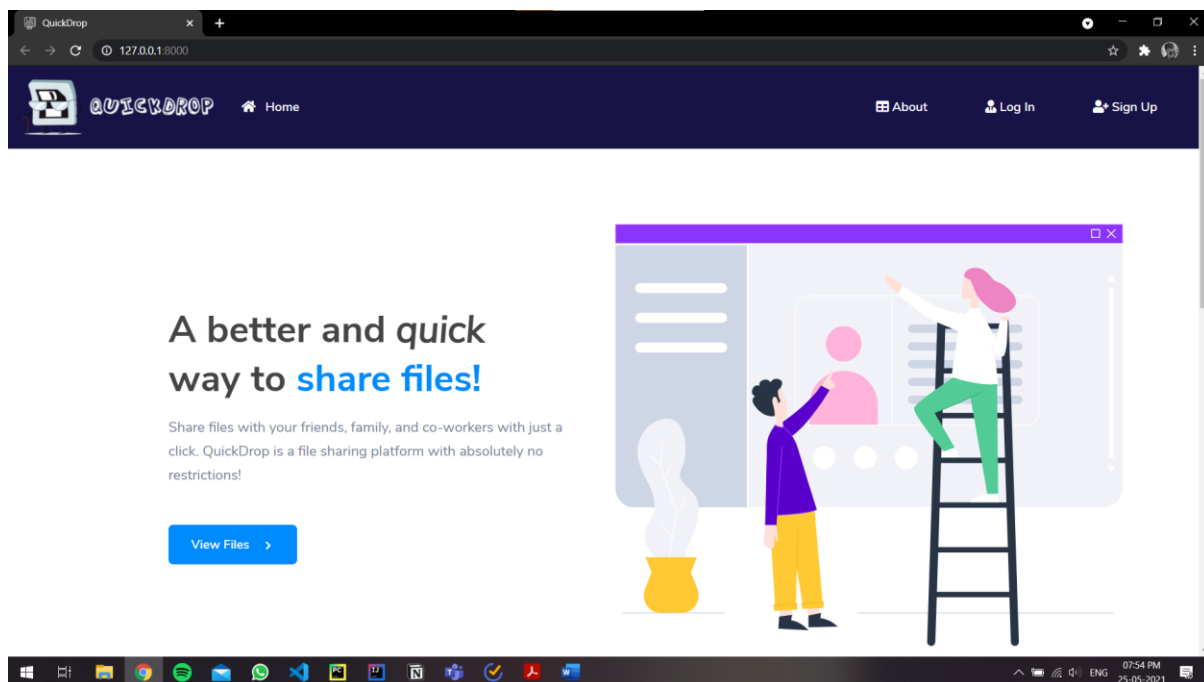 QuickDrop
127.0.0.1:8000
QUICKDROP
Home
About
Log In
Sign Up
A better and quick
way to share files!
Share files with your friends, family, and co-workers with just a
click. QuickDrop is a file sharing platform with absolutely no
restrictions!
View Files
ENG
07:54 PM
25-05-2021